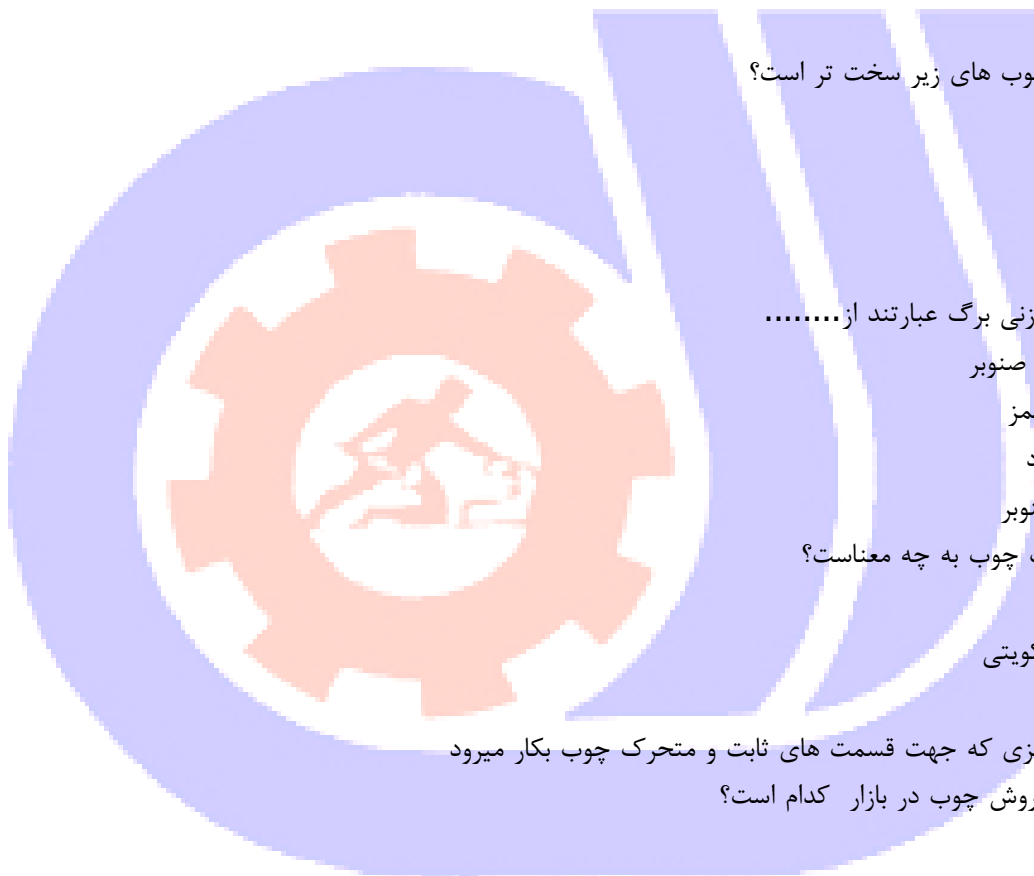 وب های زیر سخت تر است؟
زنی برگ عبارتند از........
صنوبر
مز
د
نوبر
چوب به چه معناست؟
کویتی
زی که جهت قسمت های ثابت و متحرک چوب بکار میرود
روش چوب در بازار کدام است؟